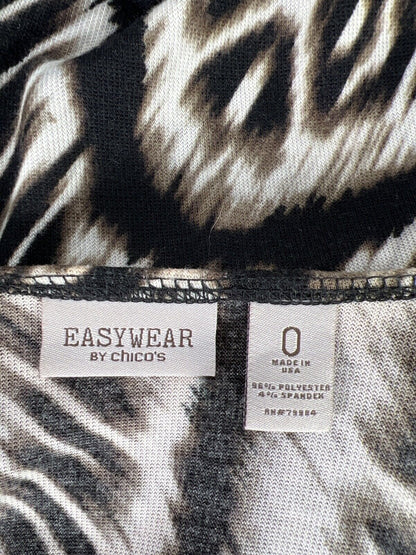 EASYWEAR
BY chico's
0
MADE IN
USA
96% POLYESTER
4% SPANDEX
RN#79984